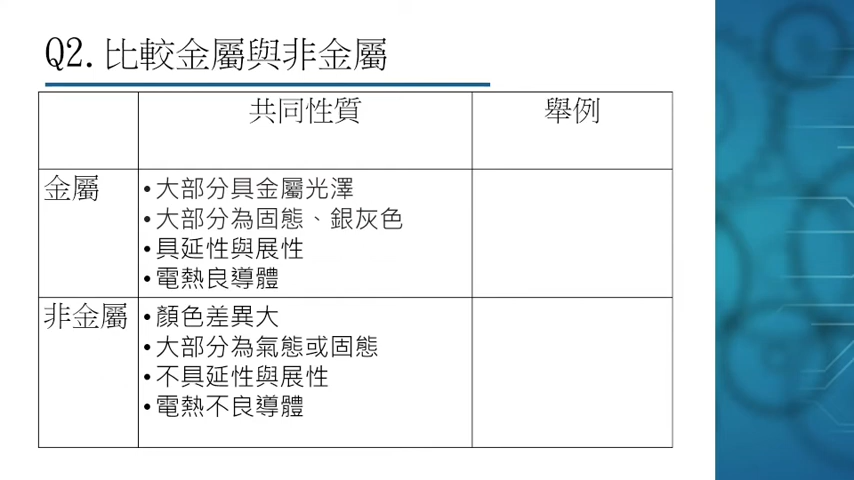 Q2.比較金屬與非金屬
共同性質
舉例
金屬
•大部分具金屬光澤
•大部分為固態、銀灰色
•具延性與展性
•電熱良導體
非金屬
•顏色差異大
•大部分為氣態或固態
•不具延性與展性
•電熱不良導體